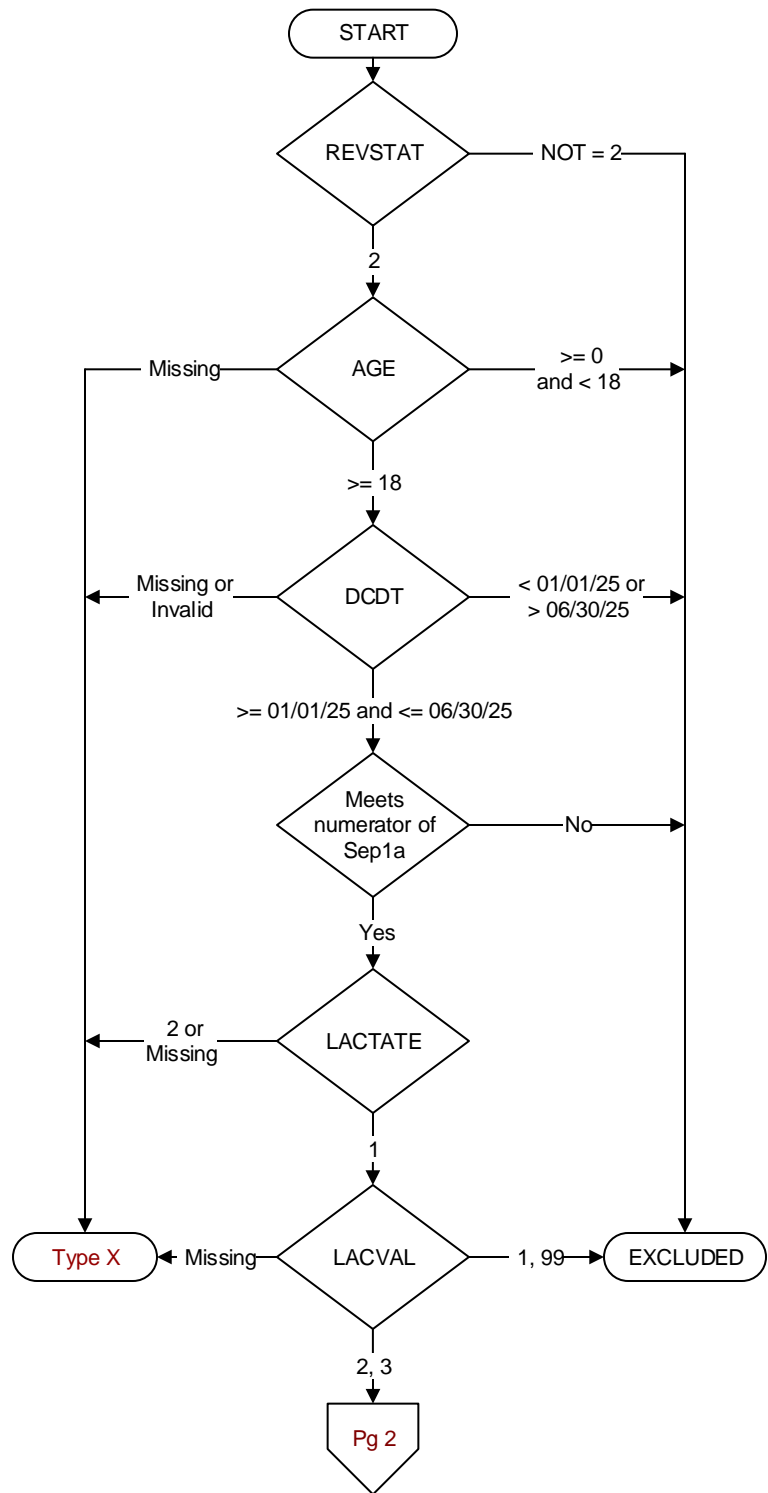 START
REVSTAT
NOT = 2
2
AGE
Missing
>= 0
and < 18
>= 18
Missing or
Invalid
DCDT
< 01/01/25 or
> 06/30/25
>= 01/01/25 and <= 06/30/25
Meets
numerator of
Sep1a
No
Yes
2 or
Missing
LACTATE
1
Type X
Missing
LACVAL
1, 99
EXCLUDED
2, 3
Pg 2